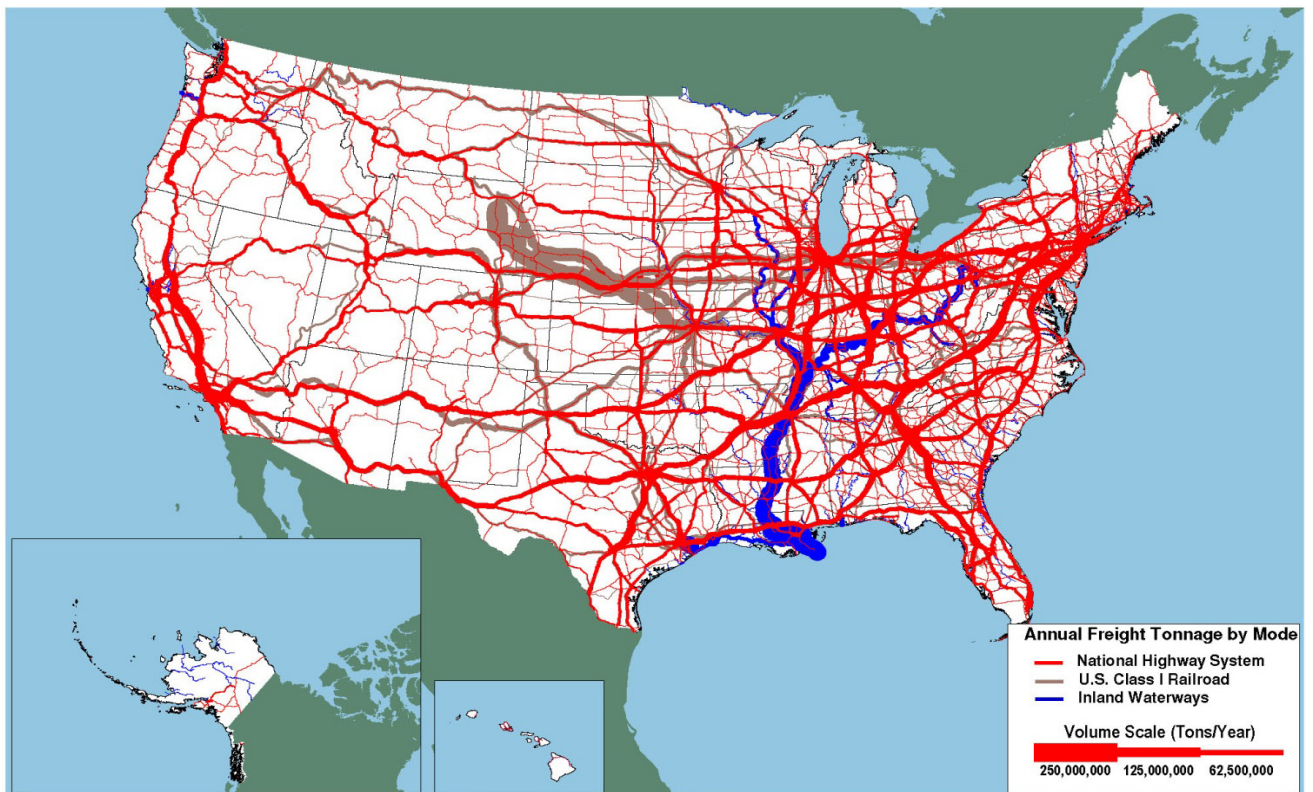 Annual Freight Tonnage by Mode
National Highway System
U.S. Class I Railroad
Inland Waterways
Volume Scale (Tons/Year)
250,000,000 125,000,000 62,500,000